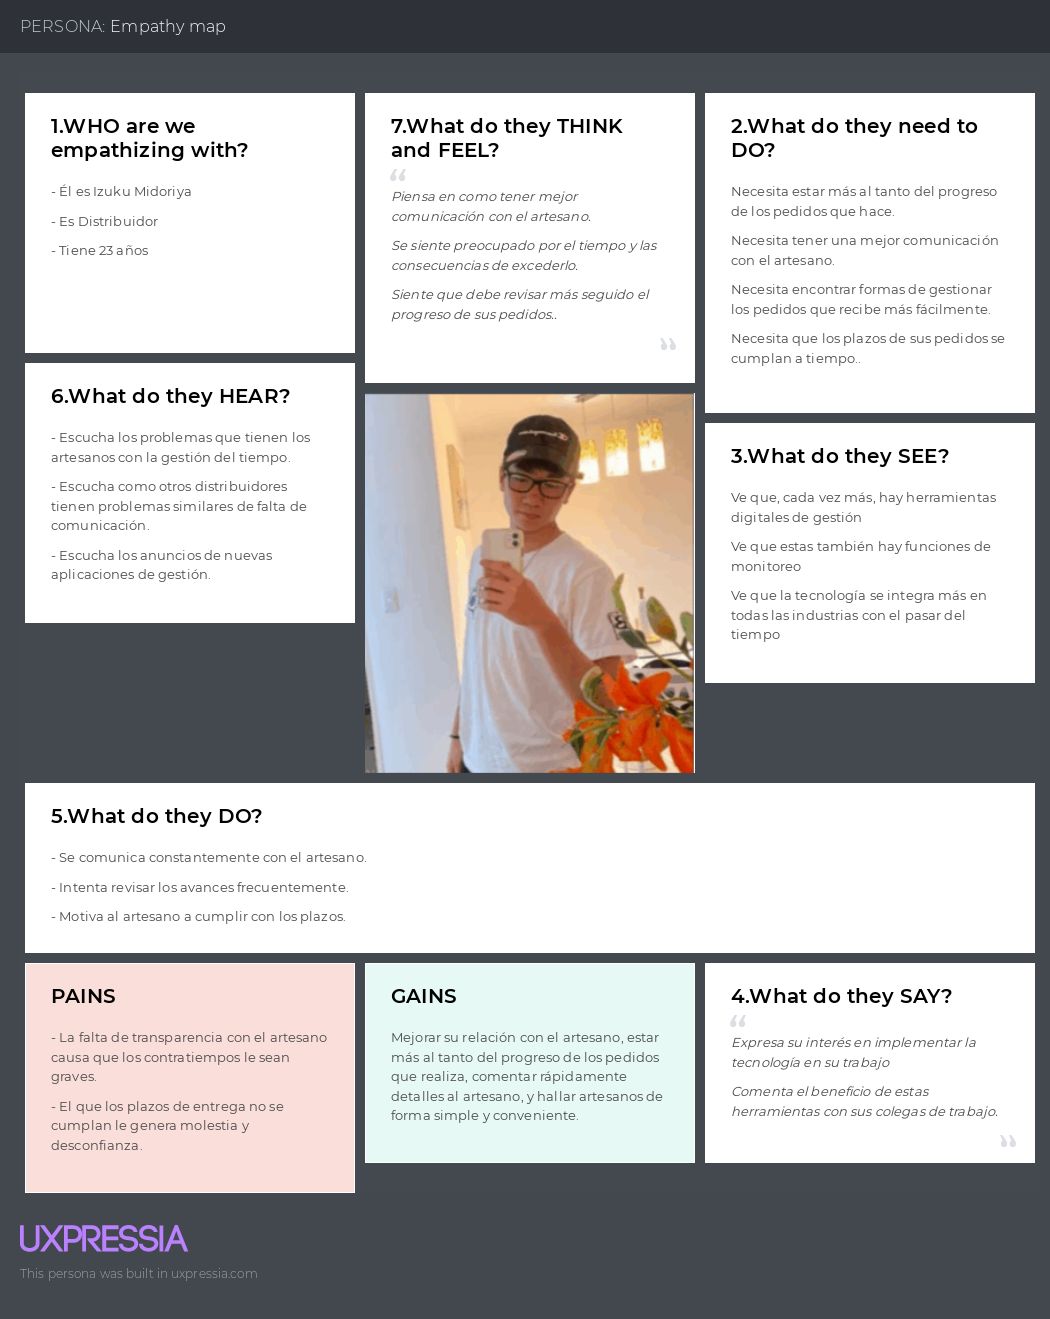 PERSONA: Empathy map
1.WHO are we
empathizing with?
- Él es Izuku Midoriya
- Es Distribuidor
- Tiene 23 años
7.What do they THINK
and FEEL?
“
Piensa en como tener mejor
comunicación con el artesano.
Se siente preocupado por el tiempo y las
consecuencias de excederlo.
Siente que debe revisar más seguido el
progreso de sus pedidos..
”
2.What do they need to
DO?
Necesita estar más al tanto del progreso
de los pedidos que hace.
Necesita tener una mejor comunicación
con el artesano.
Necesita encontrar formas de gestionar
los pedidos que recibe más fácilmente.
Necesita que los plazos de sus pedidos se
cumplan a tiempo..
6.What do they HEAR?
- Escucha los problemas que tienen los
artesanos con la gestión del tiempo.
- Escucha como otros distribuidores
tienen problemas similares de falta de
comunicación.
- Escucha los anuncios de nuevas
aplicaciones de gestión.
3.What do they SEE?
Ve que, cada vez más, hay herramientas
digitales de gestión
Ve que estas también hay funciones de
monitoreo
Ve que la tecnología se integra más en
todas las industrias con el pasar del
tiempo
5.What do they DO?
- Se comunica constantemente con el artesano.
- Intenta revisar los avances frecuentemente.
- Motiva al artesano a cumplir con los plazos.
PAINS
- La falta de transparencia con el artesano
causa que los contratiempos le sean
graves.
- El que los plazos de entrega no se
cumplan le genera molestia y
desconfianza.
GAINS
Mejorar su relación con el artesano, estar
más al tanto del progreso de los pedidos
que realiza, comentar rápidamente
detalles al artesano, y hallar artesanos de
forma simple y conveniente.
4.What do they SAY?
“
Expresa su interés en implementar la
tecnología en su trabajo
Comenta el beneficio de estas
herramientas con sus colegas de trabajo.
”
UXPRESSIA
This persona was built in uxpressia.com